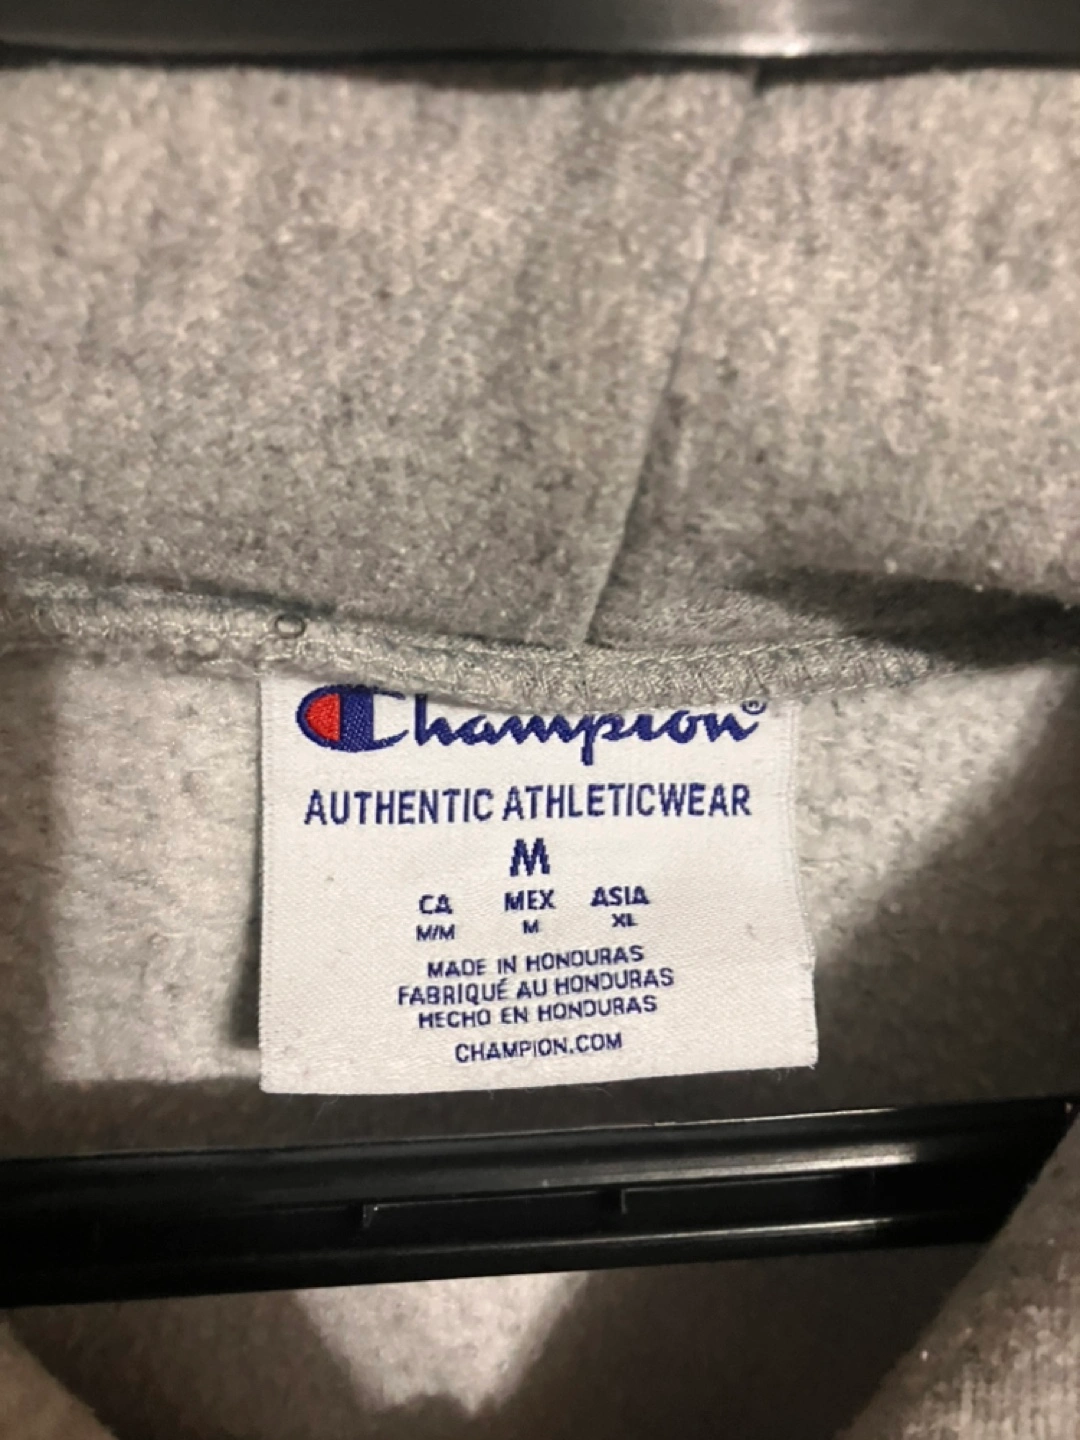 Champion®
AUTHENTIC ATHLETICWEAR
M
CA MEX ASIA
M/M M XL
MADE IN HONDURAS
FABRIQUÉ AU HONDURAS
HECHO EN HONDURAS
CHAMPION.COM